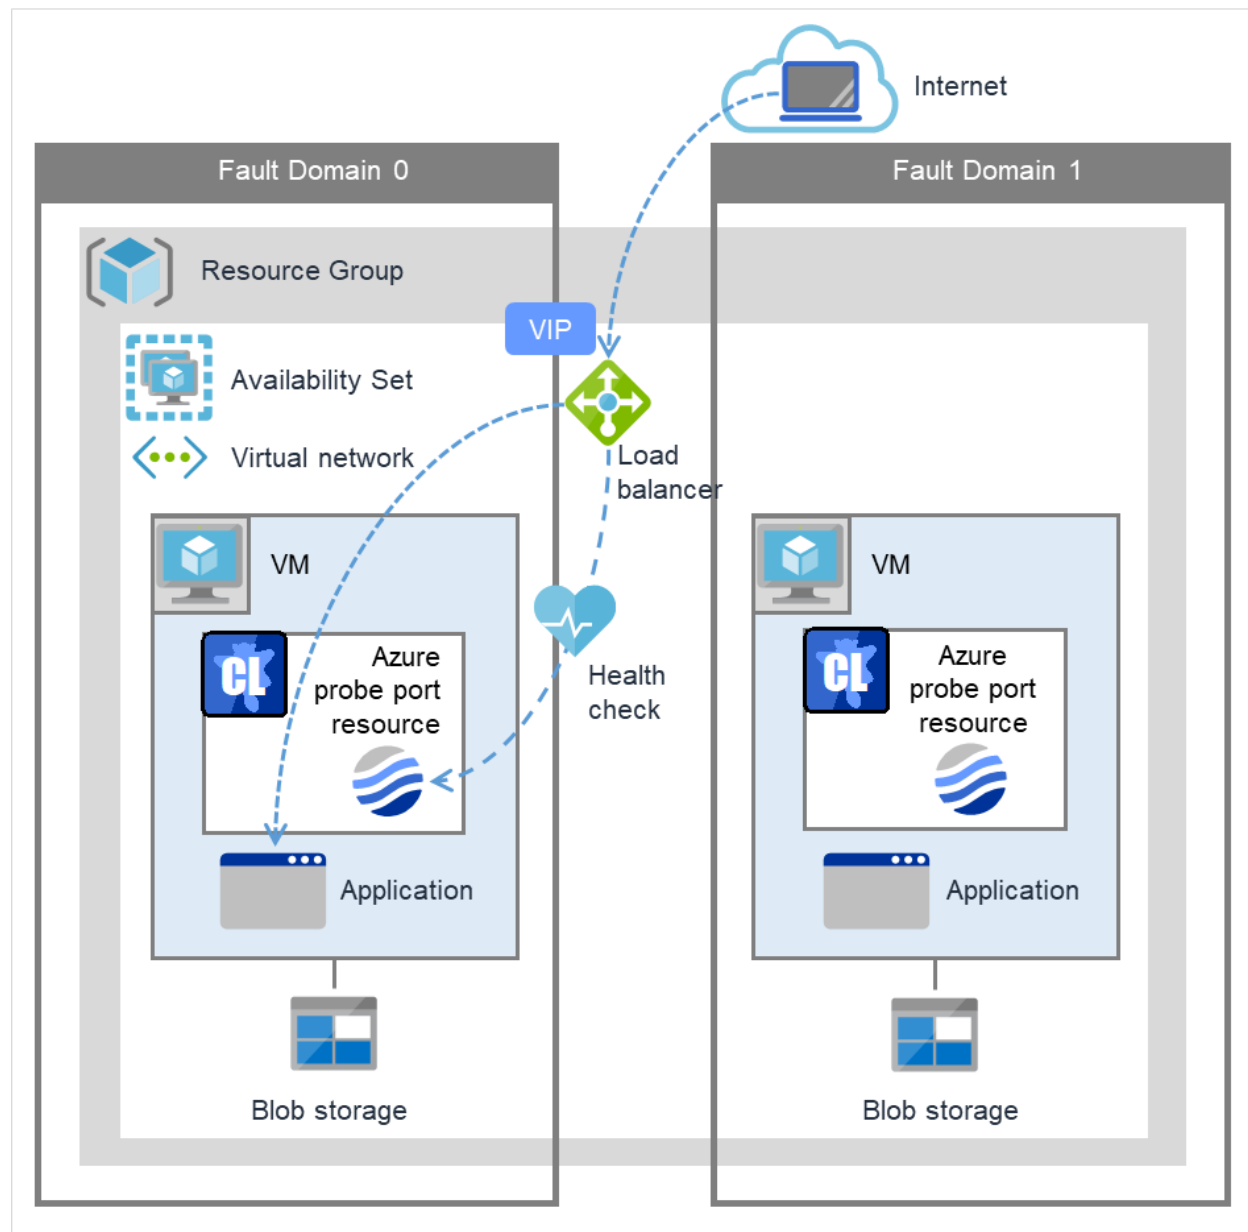 Internet
Fault Domain 0
Fault Domain 1
Resource Group
VIP
Availability Set
Virtual network
Load
balancer
VM
CL
Azure
probe port
resource
Application
Health
check
VM
CL
Azure
probe port
resource
Application
Blob storage
Blob storage